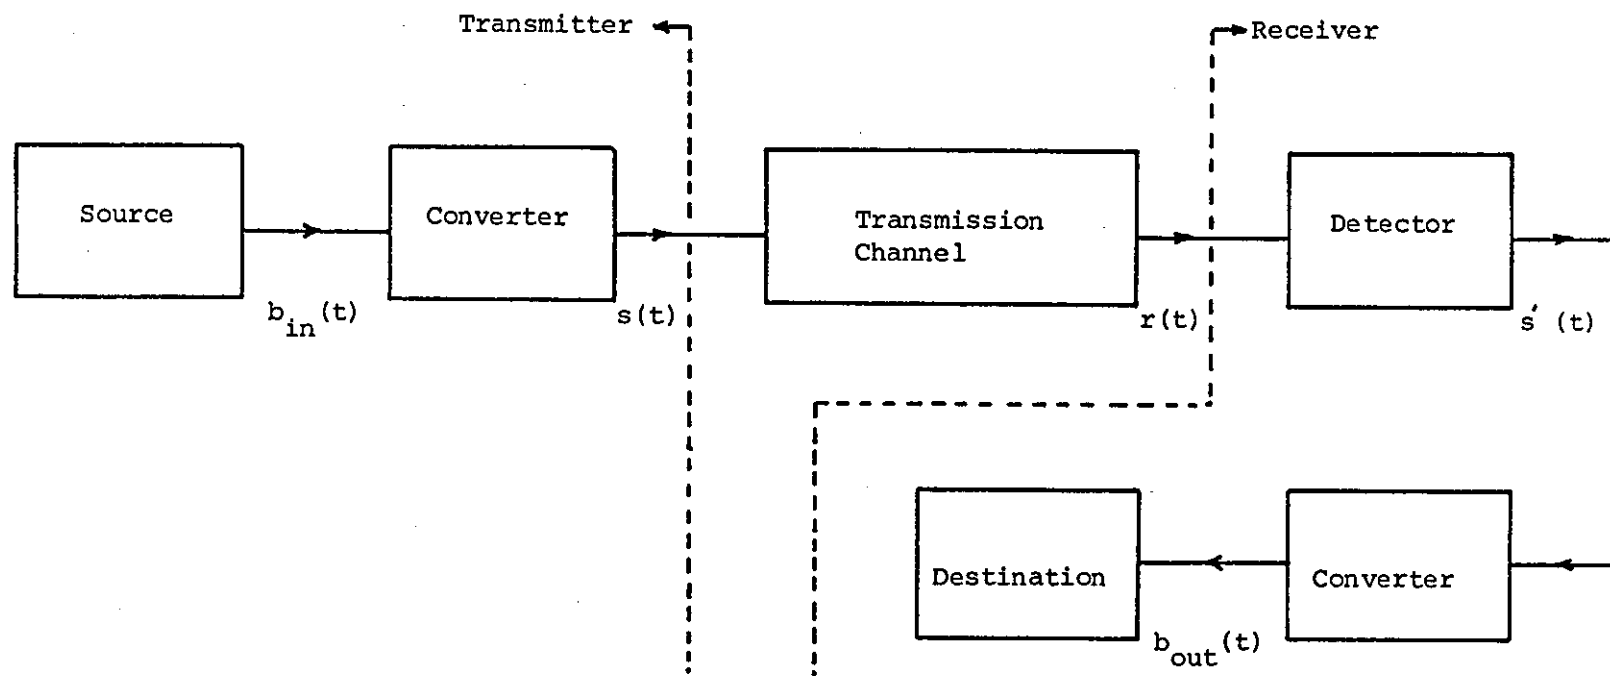 Transmitter
Receiver
Source
Converter
Transmission
Channel
Detector
b_in(t)
s(t)
r(t)
s'(t)
Destination
Converter
b_out(t)